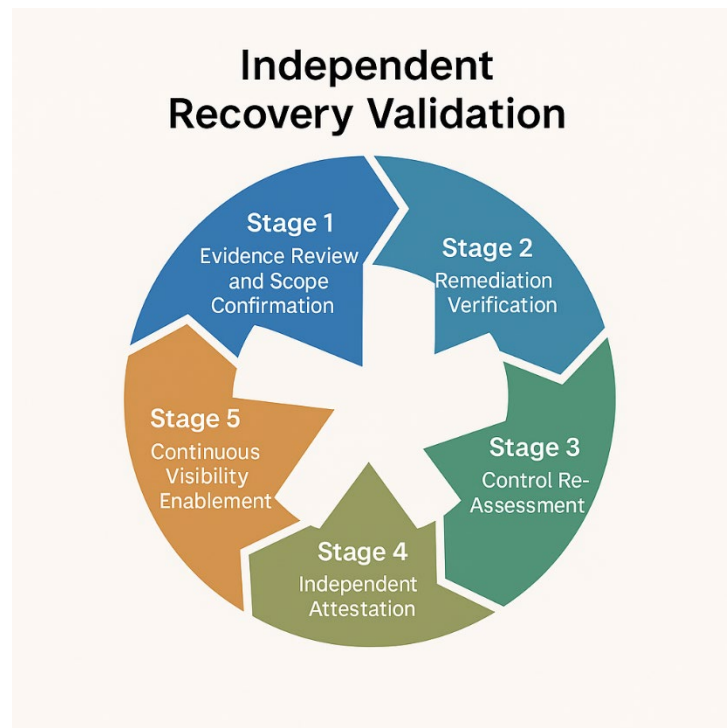 Independent
Recovery Validation
Stage 1
Evidence Review
and Scope
Confirmation
Stage 2
Remediation
Verification
Stage 3
Control Re-
Assessment
Stage 4
Independent
Attestation
Stage 5
Continuous
Visibility
Enablement